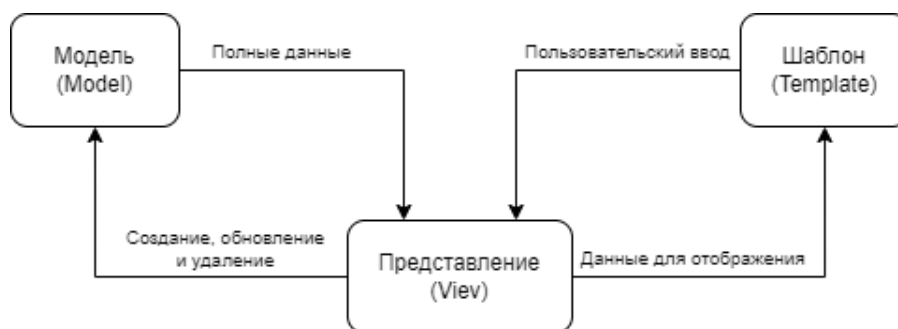 Модель
(Model)
Полные данные
Пользовательский ввод
Шаблон
(Template)
Создание, обновление
и удаление
Представление
(Viev)
Данные для отображения